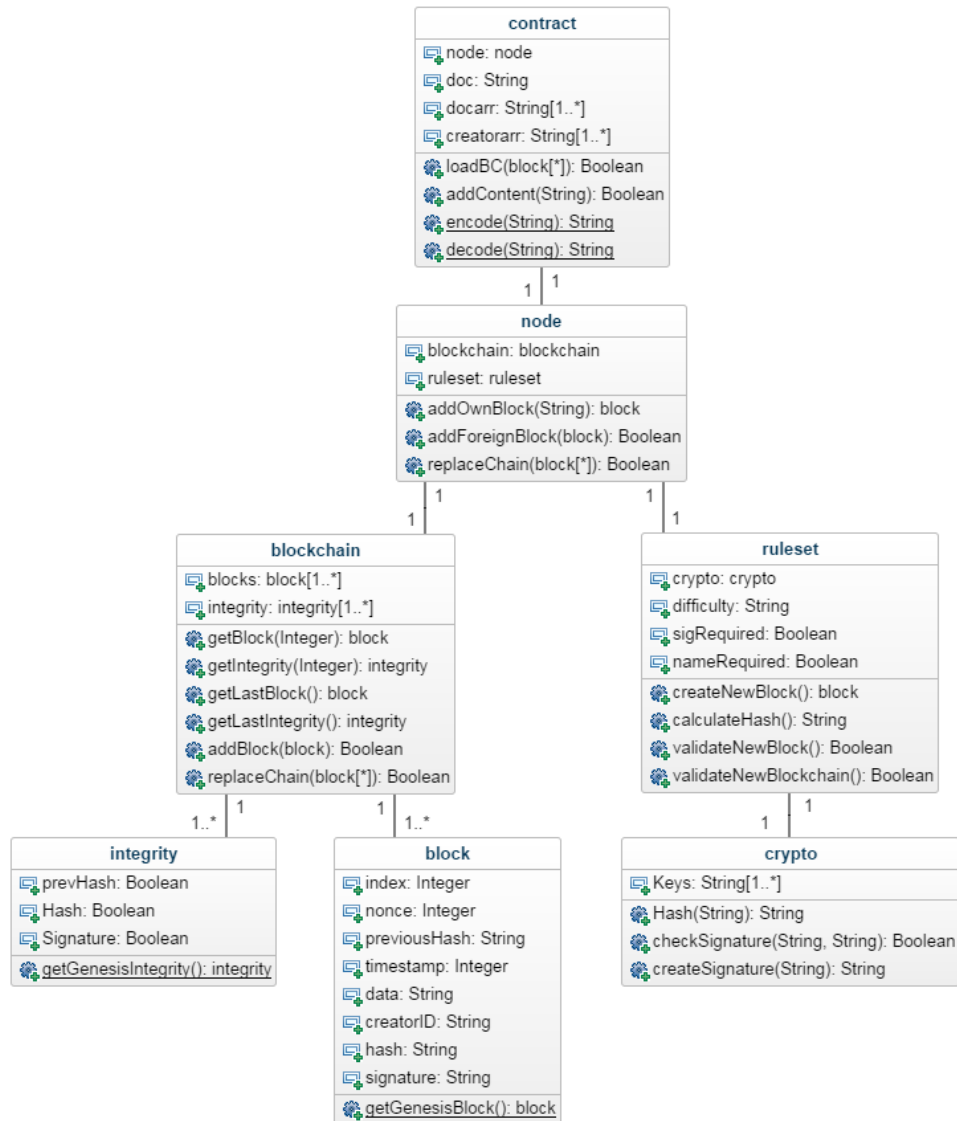 contract
node: node
doc: String
docarr: String[1..*]
creatorarr: String[1..*]
loadBC(block[*]): Boolean
addContent(String): Boolean
encode(String): String
decode(String): String
1
1
node
blockchain: blockchain
ruleset: ruleset
addOwnBlock(String): block
addForeignBlock(block): Boolean
replaceChain(block[*]): Boolean
1
1
1
1
blockchain
blocks: block[1..*]
integrity: integrity[1..*]
getBlock(Integer): block
getIntegrity(Integer): integrity
getLastBlock(): block
getLastIntegrity(): integrity
addBlock(block): Boolean
replaceChain(block[*]): Boolean
ruleset
crypto: crypto
difficulty: String
sigRequired: Boolean
nameRequired: Boolean
createNewBlock(): block
calculateHash(): String
validateNewBlock(): Boolean
validateNewBlockchain(): Boolean
1
1..*
1
1..*
1
1
integrity
prevHash: Boolean
Hash: Boolean
Signature: Boolean
getGenesisIntegrity(): integrity
block
index: Integer
nonce: Integer
previousHash: String
timestamp: Integer
data: String
creatorID: String
hash: String
signature: String
getGenesisBlock(): block
crypto
Keys: String[1..*]
Hash(String): String
checkSignature(String, String): Boolean
createSignature(String): String